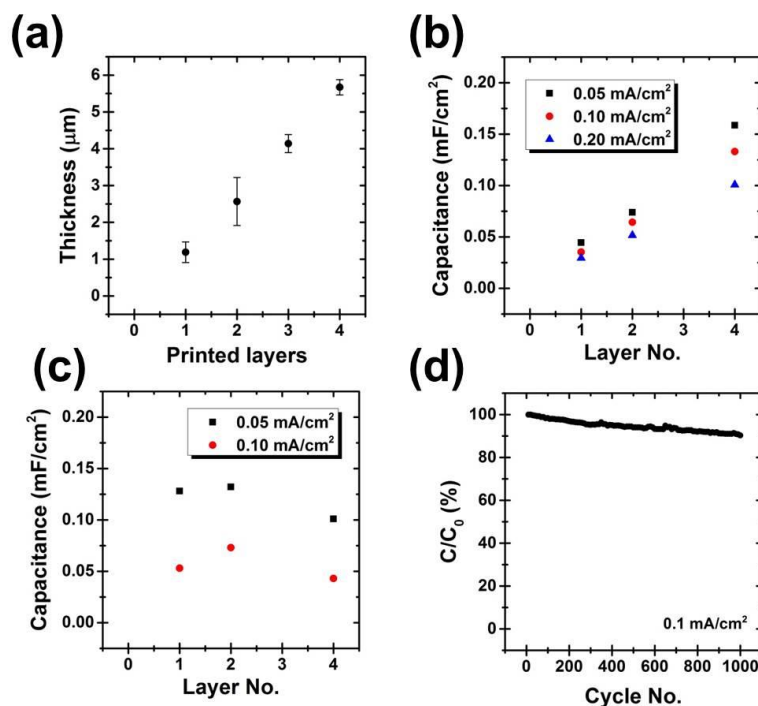 (a)
6
5
4
3
2
1
0
Thickness (μm)
0 1 2 3 4
Printed layers
(b)
0.20
0.15
0.10
0.05
0.00
Capacitance (mF/cm²)
0.05 mA/cm²
0.10 mA/cm²
0.20 mA/cm²
0 1 2 3 4
Layer No.
(c)
0.20
0.15
0.10
0.05
0.00
Capacitance (mF/cm²)
0.05 mA/cm²
0.10 mA/cm²
0 1 2 3 4
Layer No.
(d)
100
80
60
40
20
0
C/C₀ (%)
0.1 mA/cm²
0 200 400 600 800 1000
Cycle No.